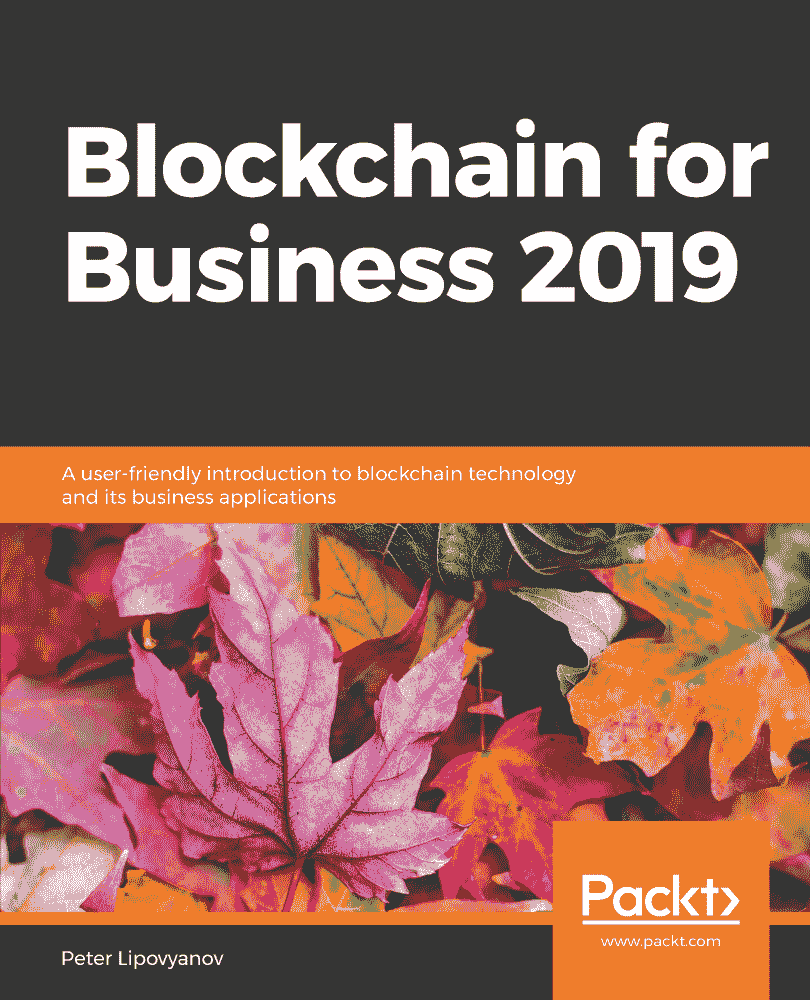 Blockchain for
Business 2019
A user-friendly introduction to blockchain technology
and its business applications
Packt
www.packt.com
Peter Lipovyanov